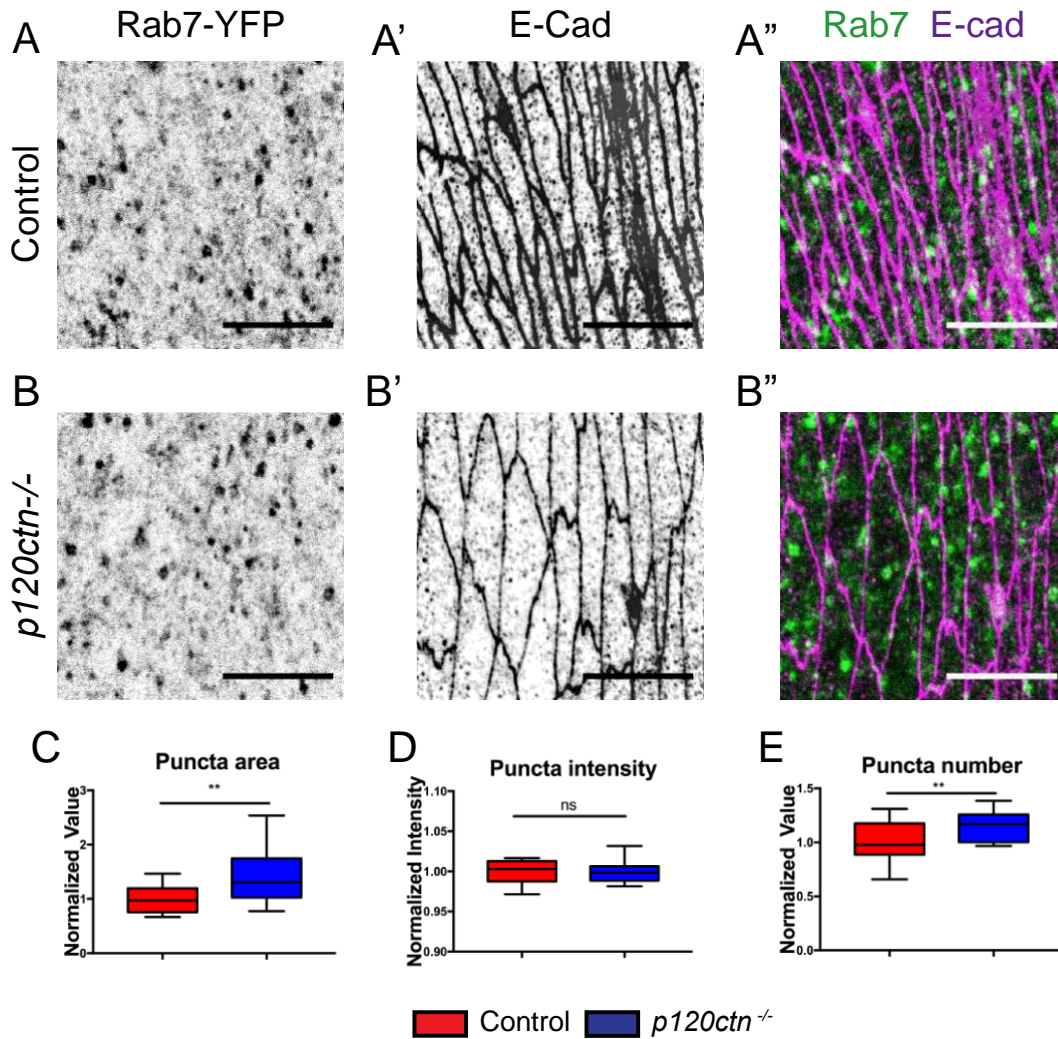 A Rab7-YFP
A' E-Cad
A" Rab7 E-cad
Control
B
B'
B"
p120ctn-/-
C
Puncta area
Normalized Value
3
2
1
0
**
D
Puncta intensity
Normalized Intensity
1.10
1.05
1.00
0.95
0.90
ns
E
Puncta number
Normalized Value
1.5
1.0
0.5
0.0
**
Control p120ctn -/-